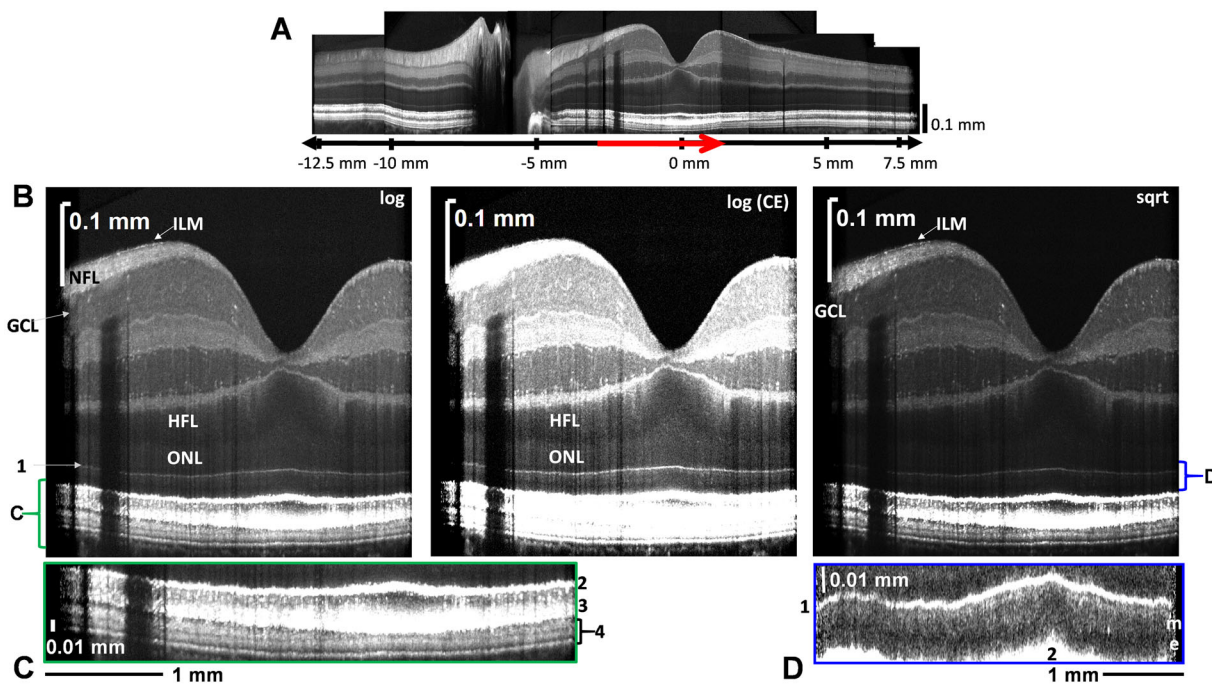 A
0.1 mm
-12.5 mm -10 mm -5 mm 0 mm 5 mm 7.5 mm
B
log
0.1 mm
ILM
NFL
GCL
HFL
ONL
1
C
log (CE)
0.1 mm
HFL
ONL
sqrt
0.1 mm
ILM
GCL
D
2
3
4
0.01 mm
C
1 mm
0.01 mm
1
m
e
2
D
1 mm